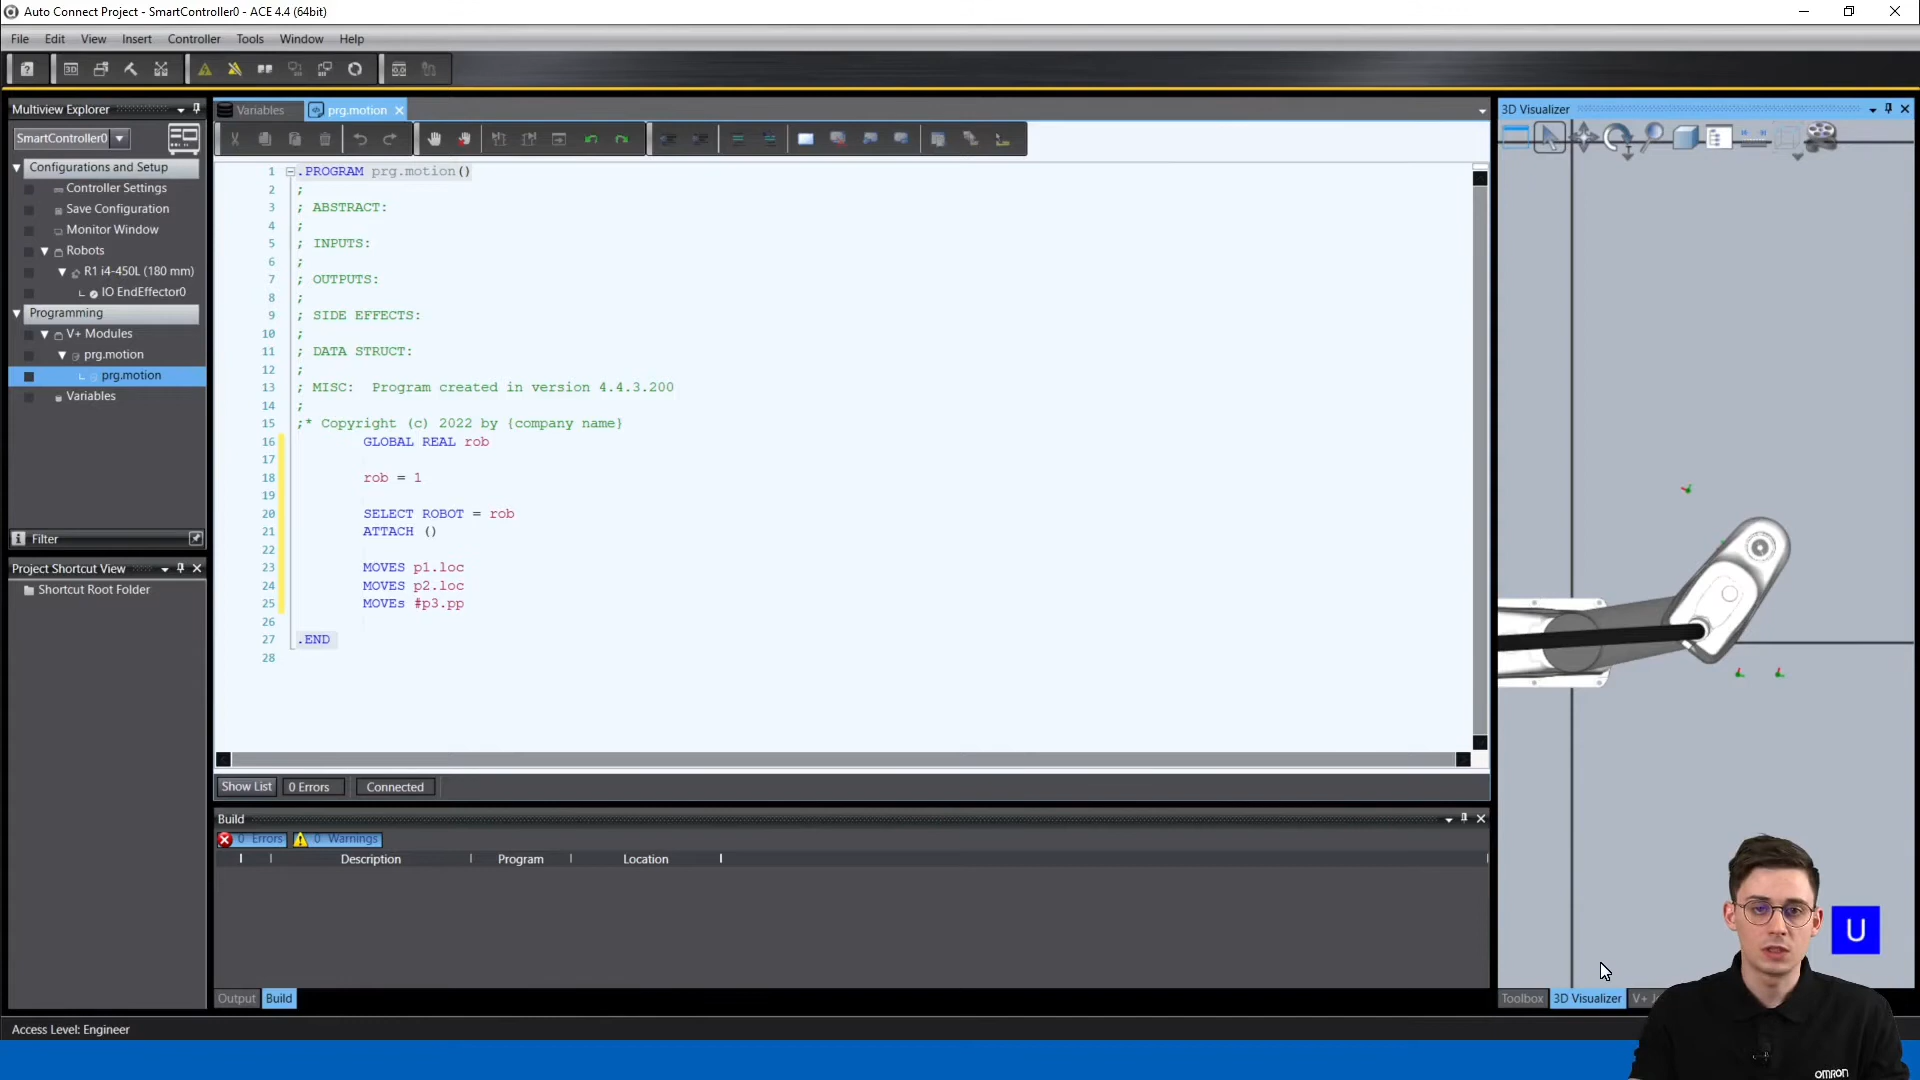 Auto Connect Project - SmartController0 - ACE 4.4 (64bit)
File Edit View Insert Controller Tools Window Help
Multiview Explorer
SmartController0
Configurations and Setup
Controller Settings
Save Configuration
Monitor Window
Robots
R1 i4-450L (180 mm)
IO EndEffector0
Programming
V+ Modules
prg.motion
prg.motion
Variables
Filter
Project Shortcut View
Shortcut Root Folder
Variables prg.motion
1 .PROGRAM prg.motion()
2 ;
3 ; ABSTRACT:
4 ;
5 ; INPUTS:
6 ;
7 ; OUTPUTS:
8 ;
9 ; SIDE EFFECTS:
10 ;
11 ; DATA STRUCT:
12 ;
13 ; MISC:  Program created in version 4.4.3.200
14 ;
15 ;* Copyright (c) 2022 by {company name}
16 GLOBAL REAL rob
17
18 rob = 1
19
20 SELECT ROBOT = rob
21 ATTACH ()
22
23 MOVES p1.loc
24 MOVES p2.loc
25 MOVEs #p3.pp
26
27 .END
28
Show List 0 Errors Connected
Build
0 Errors 0 Warnings
Description Program Location
Output Build
3D Visualizer
3D
U
Toolbox 3D Visualizer V+
Access Level: Engineer
OMRON